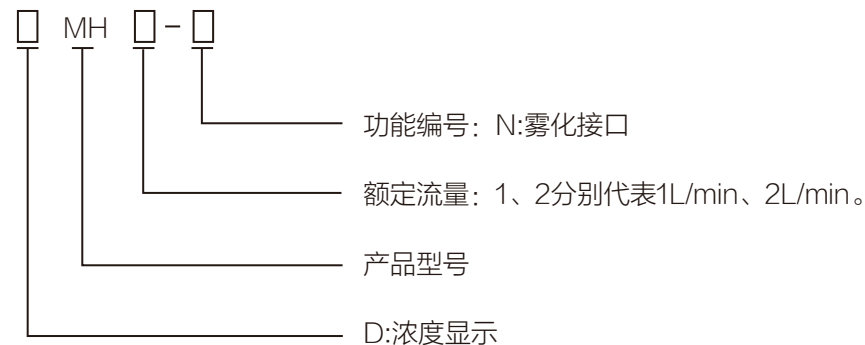 □ MH □-□
功能编号：N:雾化接口
额定流量：1、2分别代表1L/min、2L/min。
产品型号
D:浓度显示